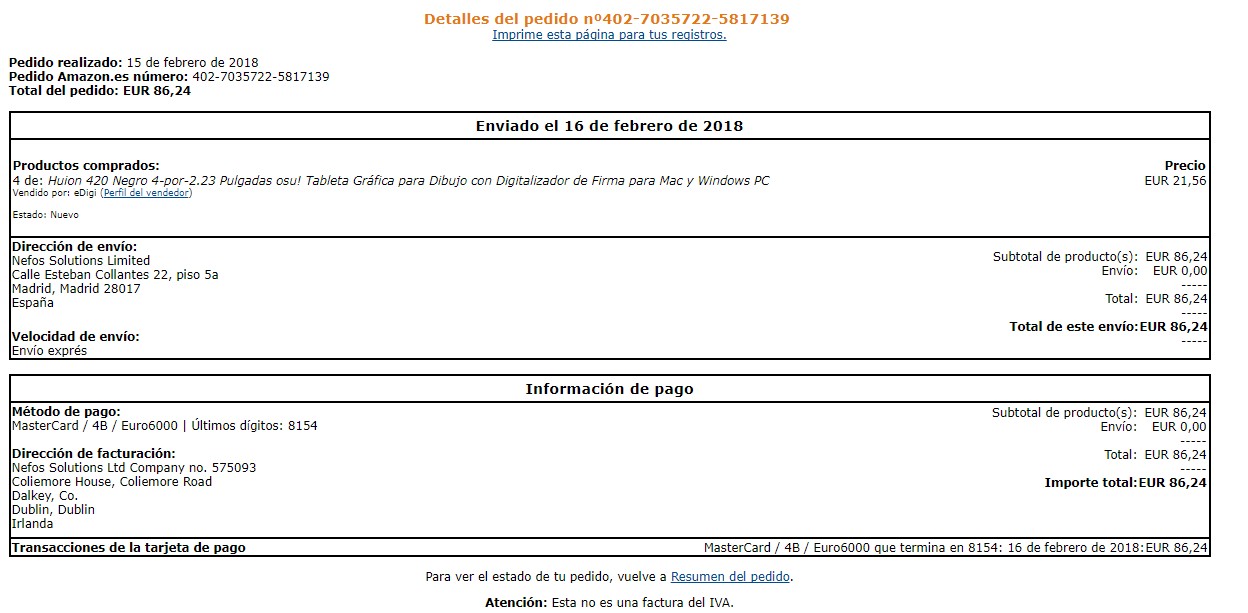 Detalles del pedido nº402-7035722-5817139
Imprime esta página para tus registros.
Pedido realizado: 15 de febrero de 2018
Pedido Amazon.es número: 402-7035722-5817139
Total del pedido: EUR 86,24
Enviado el 16 de febrero de 2018
Productos comprados: Precio
4 de: Huion 420 Negro 4-por-2.23 Pulgadas osu! Tableta Gráfica para Dibujo con Digitalizador de Firma para Mac y Windows PC EUR 21,56
Vendido por: eDigi (Perfil del vendedor)
Estado: Nuevo
Dirección de envío:
Nefos Solutions Limited
Calle Esteban Collantes 22, piso 5a
Madrid, Madrid 28017
España
Velocidad de envío:
Envío exprés
Subtotal de producto(s): EUR 86,24
Envío: EUR 0,00
-----
Total: EUR 86,24
-----
Total de este envío:EUR 86,24
-----
Información de pago
Método de pago:
MasterCard / 4B / Euro6000 | Últimos dígitos: 8154
Dirección de facturación:
Nefos Solutions Ltd Company no. 575093
Coliemore House, Coliemore Road
Dalkey, Co.
Dublin, Dublin
Irlanda
Subtotal de producto(s): EUR 86,24
Envío: EUR 0,00
-----
Total: EUR 86,24
-----
Importe total:EUR 86,24
Transacciones de la tarjeta de pago MasterCard / 4B / Euro6000 que termina en 8154: 16 de febrero de 2018:EUR 86,24
Para ver el estado de tu pedido, vuelve a Resumen del pedido.
Atención: Esta no es una factura del IVA.